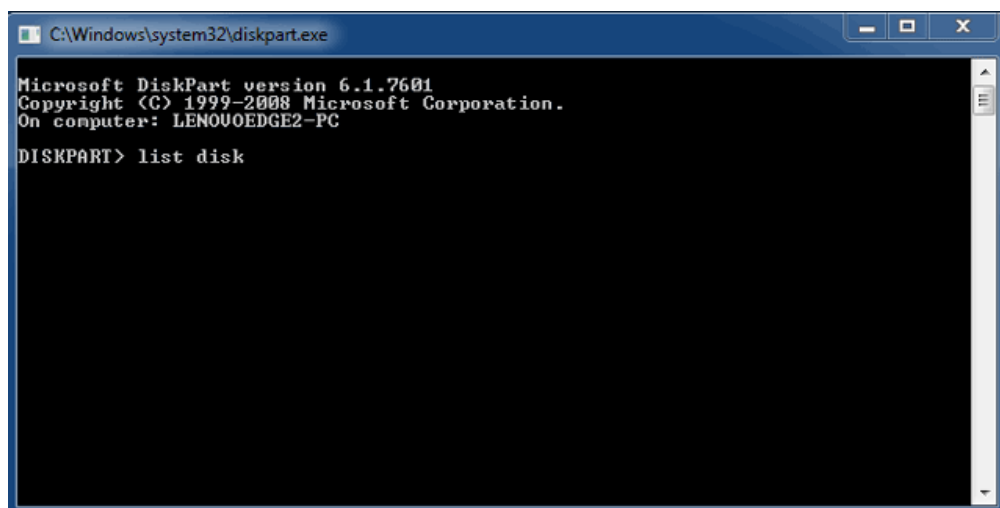 C:\Windows\system32\diskpart.exe
Microsoft DiskPart version 6.1.7601
Copyright (C) 1999-2008 Microsoft Corporation.
On computer: LENOVOEDGE2-PC
DISKPART> list disk